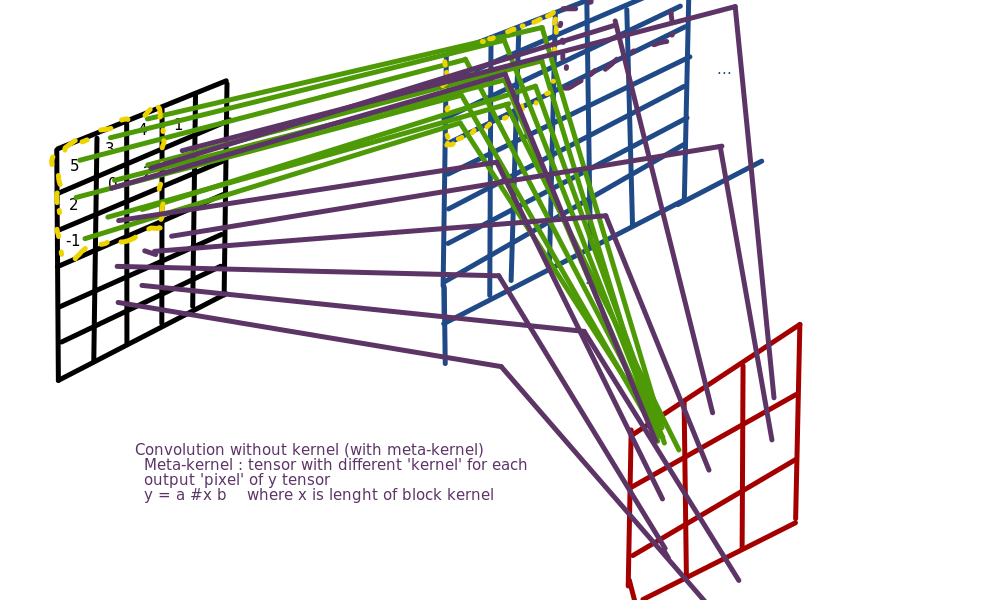 4 1
3
5
0
2
-1
...
Convolution without kernel (with meta-kernel)
Meta-kernel : tensor with different 'kernel' for each
output 'pixel' of y tensor
y = a #x b where x is lenght of block kernel